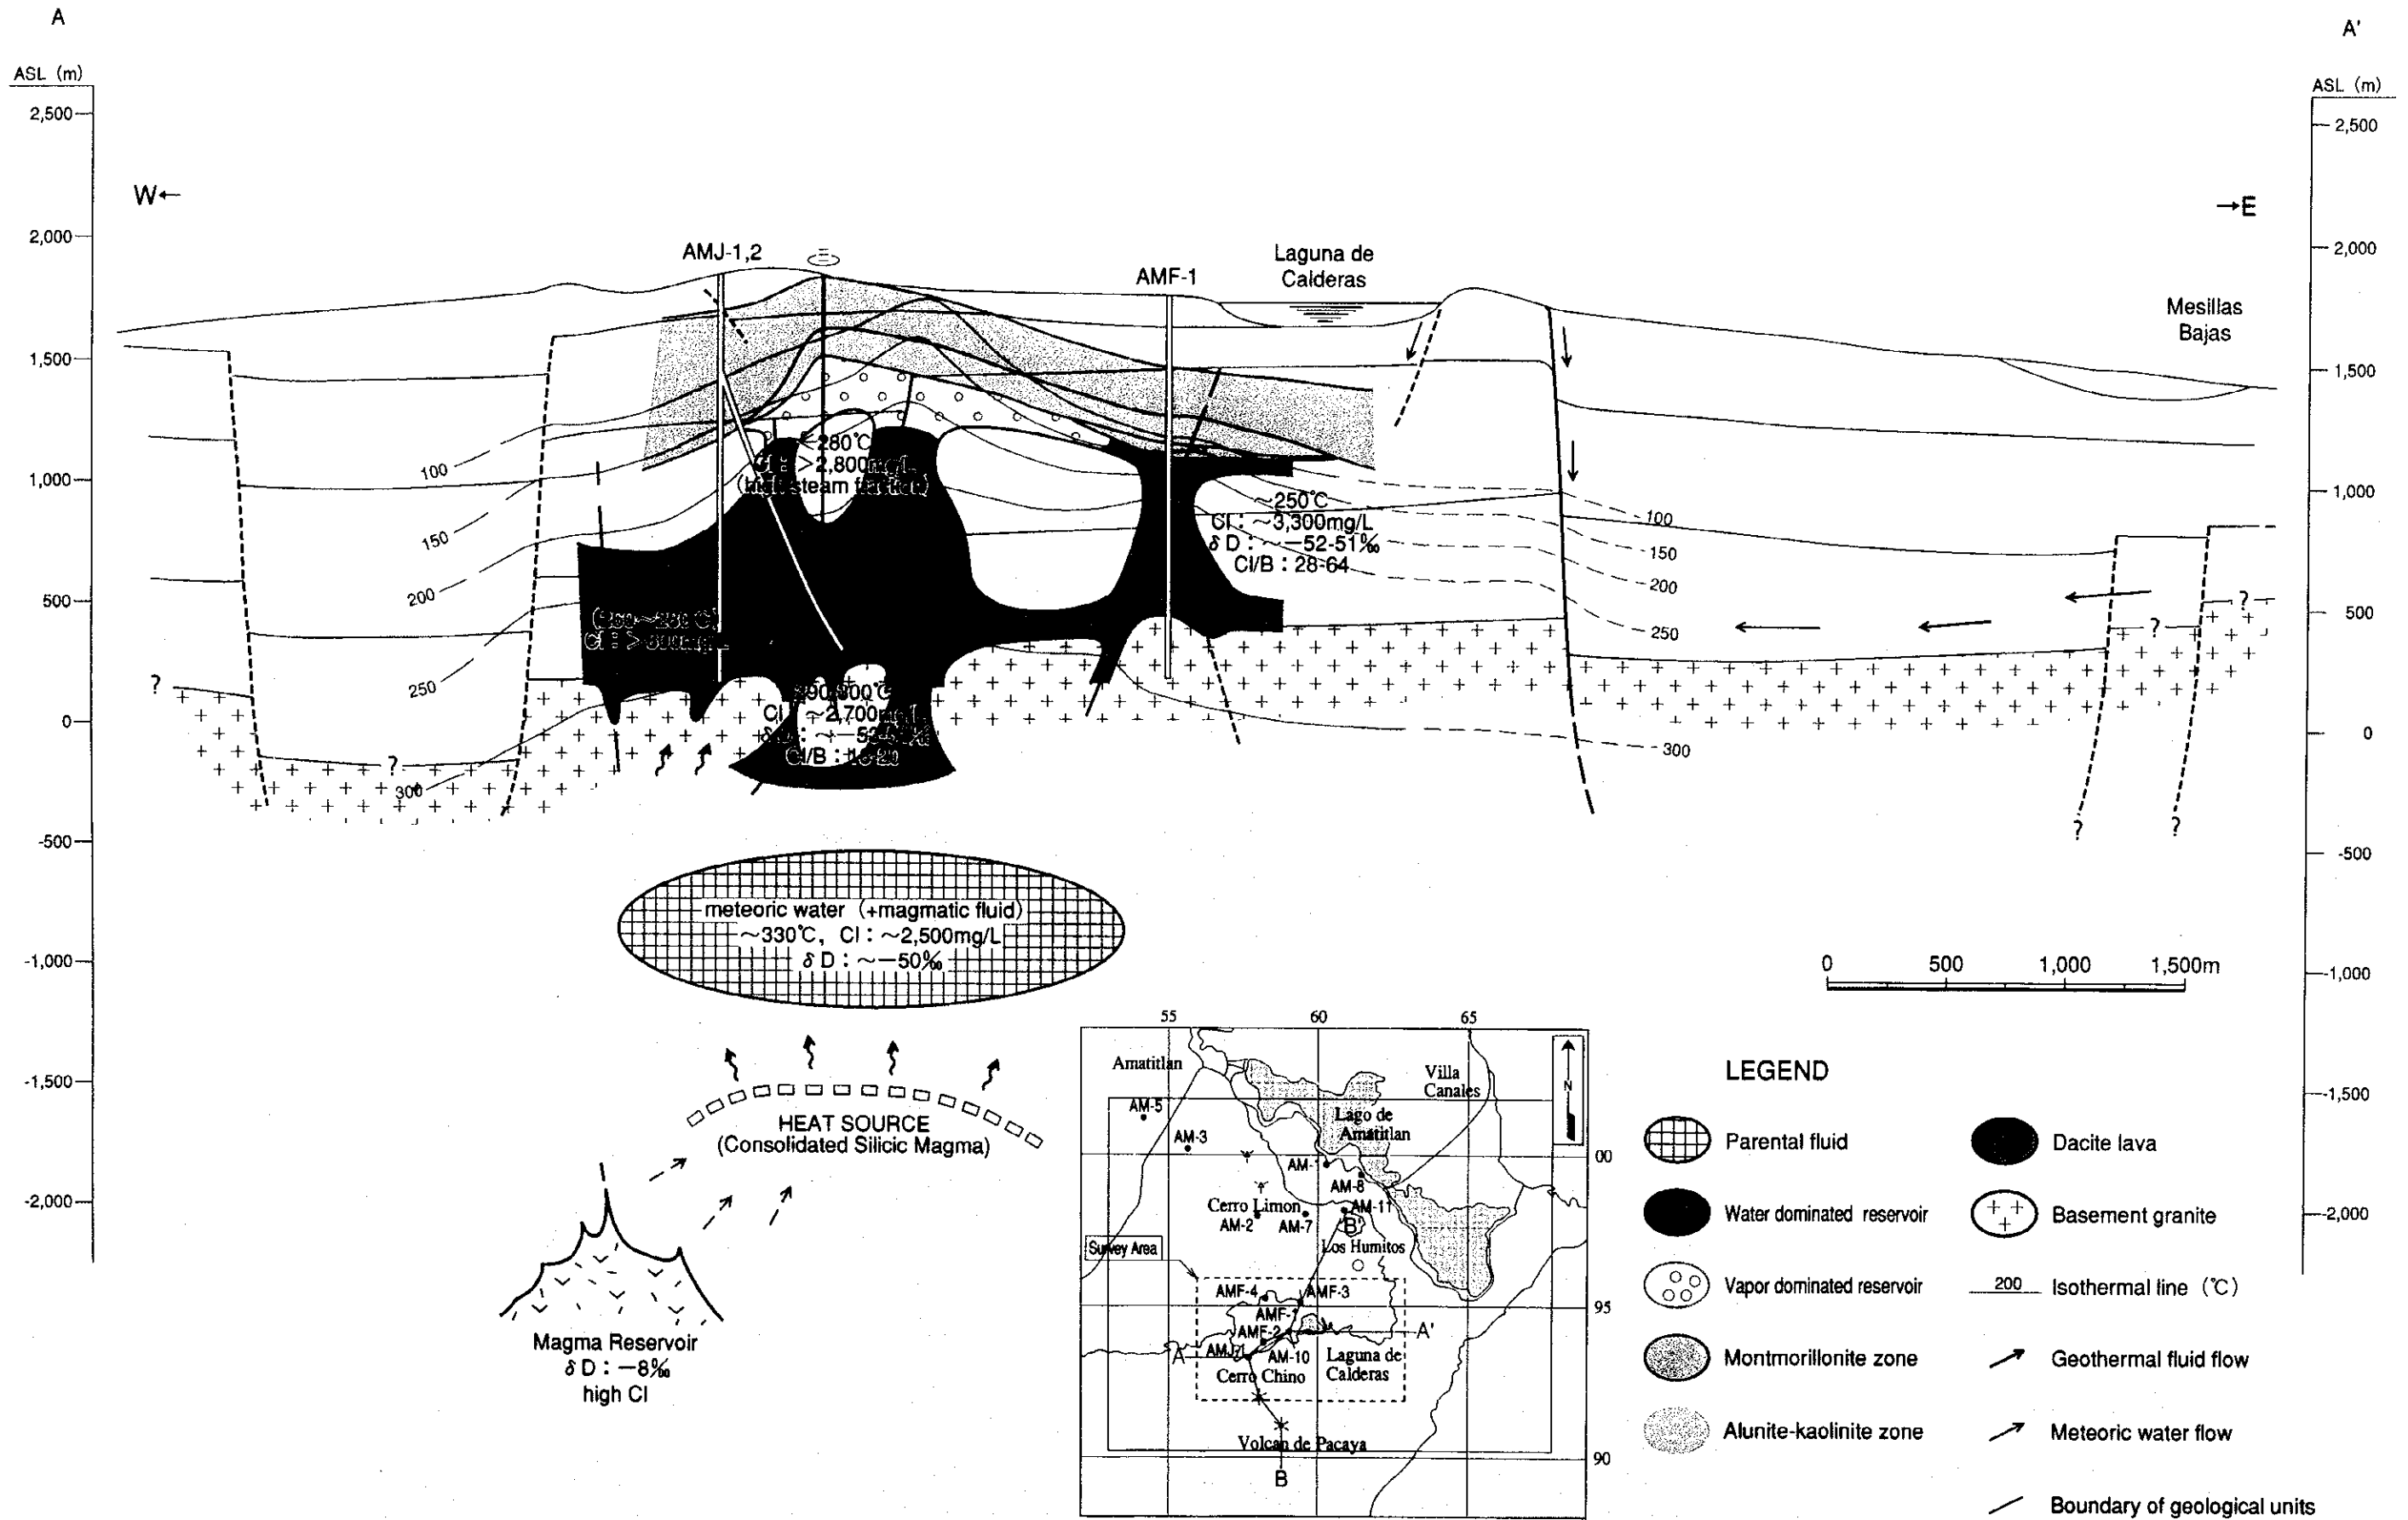 A
A'
ASL (m)
ASL (m)
2,500
2,500
W←
→E
2,000
2,000
AMJ-1,2
AMF-1
Laguna de
Calderas
Mesillas
Bajas
1,500
1,500
1,000
1,000
100
150
200
250
300
280℃
>2,800mg/L
(high steam fraction)
~250℃
Cl : ~3,300mg/L
δD : ~-52-51‰
Cl/B : 28-64
100
150
200
250
300
500
500
?
?
?
?
?
?
~2,700mg/L
0
0
-500
-500
meteoric water (+magmatic fluid)
~330℃, Cl : ~2,500mg/L
δD : ~-50‰
-1,000
-1,000
0 500 1,000 1,500m
-1,500
-1,500
HEAT SOURCE
(Consolidated Silicic Magma)
-2,000
-2,000
Magma Reservoir
δD : -8‰
high Cl
55 60 65
Amatitlan
Villa
Canales
N
AM-5
Lago de
Amatitlan
AM-3
00
AM-1
AM-8
Cerro Limon
AM-11
AM-2
AM-7
B'
Survey Area
Los Humitos
AMF-4
AMF-3
95
AMF-1
AMF-2
A'
AMJ-1
A
AM-10
Laguna de
Calderas
Cerro Chino
Volcan de Pacaya
90
B
LEGEND
Parental fluid
Dacite lava
Water dominated reservoir
Basement granite
Vapor dominated reservoir
200
Isothermal line (℃)
Montmorillonite zone
Geothermal fluid flow
Alunite-kaolinite zone
Meteoric water flow
Boundary of geological units